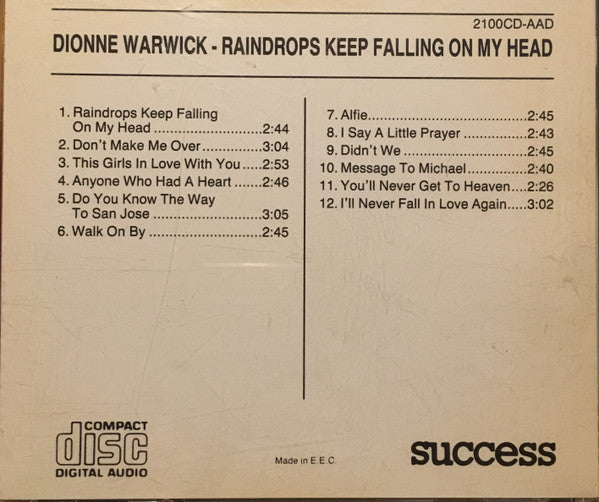 2100CD-AAD
DIONNE WARWICK - RAINDROPS KEEP FALLING ON MY HEAD
1. Raindrops Keep Falling
On My Head ............................2:44
2. Don't Make Me Over...............3:04
3. This Girls In Love With You .....2:53
4. Anyone Who Had A Heart ......2:46
5. Do You Know The Way
To San Jose ............................3:05
6. Walk On By ...................................2:45
7. Alfie...............................................2:45
8. I Say A Little Prayer .......................2:43
9. Didn't We .......................................2:45
10. Message To Michael......................2:40
11. You'll Never Get To Heaven....2:26
12. I'll Never Fall In Love Again.....3:02
COMPACT
disc
DIGITAL AUDIO
Made in E.E.C.
success